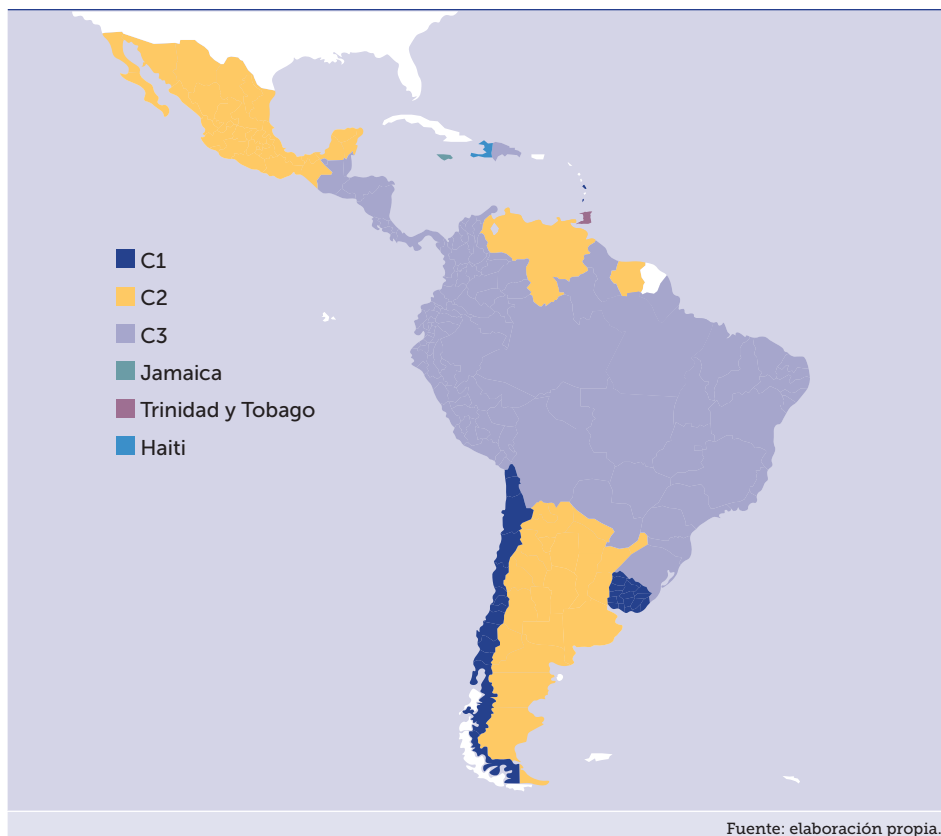 C1
C2
C3
Jamaica
Trinidad y Tobago
Haiti
Fuente: elaboración propia.